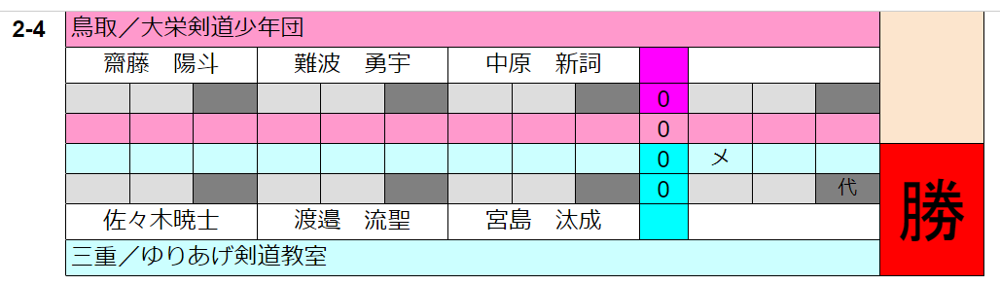 2-4
鳥取／大栄剣道少年団
齋藤　陽斗
難波　勇宇
中原　新詞
0
0
0
メ
0
代
勝
佐々木暁士
渡邉　流聖
宮島　汰成
三重／ゆりあげ剣道教室